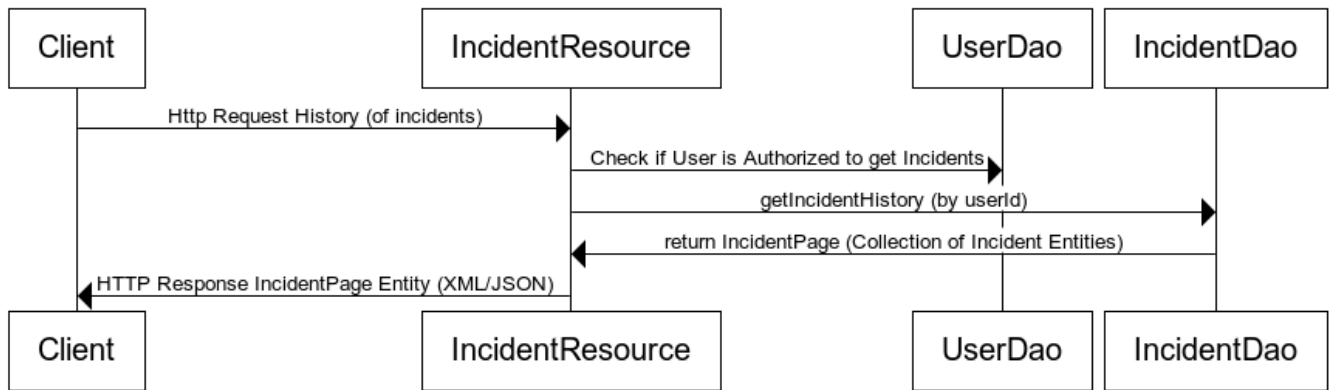 Client
IncidentResource
UserDao
IncidentDao
Http Request History (of incidents)
Check if User is Authorized to get Incidents
getIncidentHistory (by userId)
return IncidentPage (Collection of Incident Entities)
HTTP Response IncidentPage Entity (XML/JSON)
Client
IncidentResource
UserDao
IncidentDao